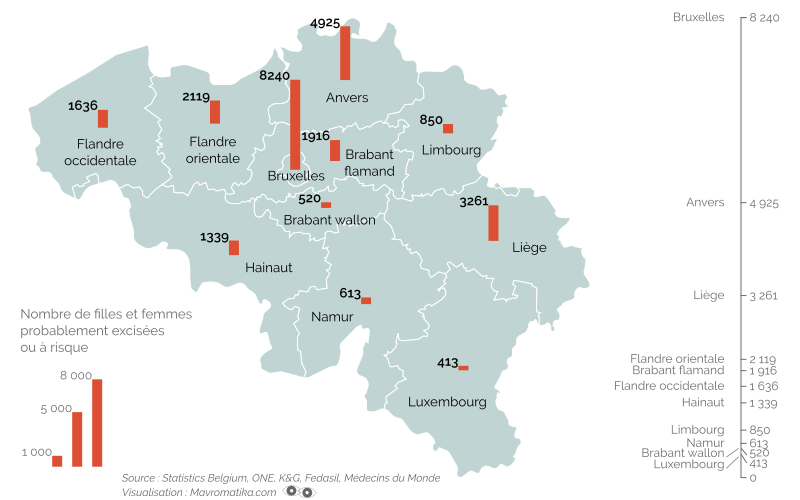 4925
Anvers
8240
Bruxelles
1636
Flandre
occidentale
2119
Flandre
orientale
1916
Brabant
flamand
850
Limbourg
520
Brabant wallon
3261
Liège
1339
Hainaut
613
Namur
413
Luxembourg
Nombre de filles et femmes
probablement excisées
ou à risque
8 000
5 000
1 000
Source : Statistics Belgium, ONE, K&G, Fedasil, Médecins du Monde
Visualisation : Mavromatika.com
Bruxelles 8 240
Anvers 4 925
Liège 3 261
Flandre orientale 2 119
Brabant flamand 1 916
Flandre occidentale 1 636
Hainaut 1 339
Limbourg 850
Namur 613
Brabant wallon 520
Luxembourg 413
0